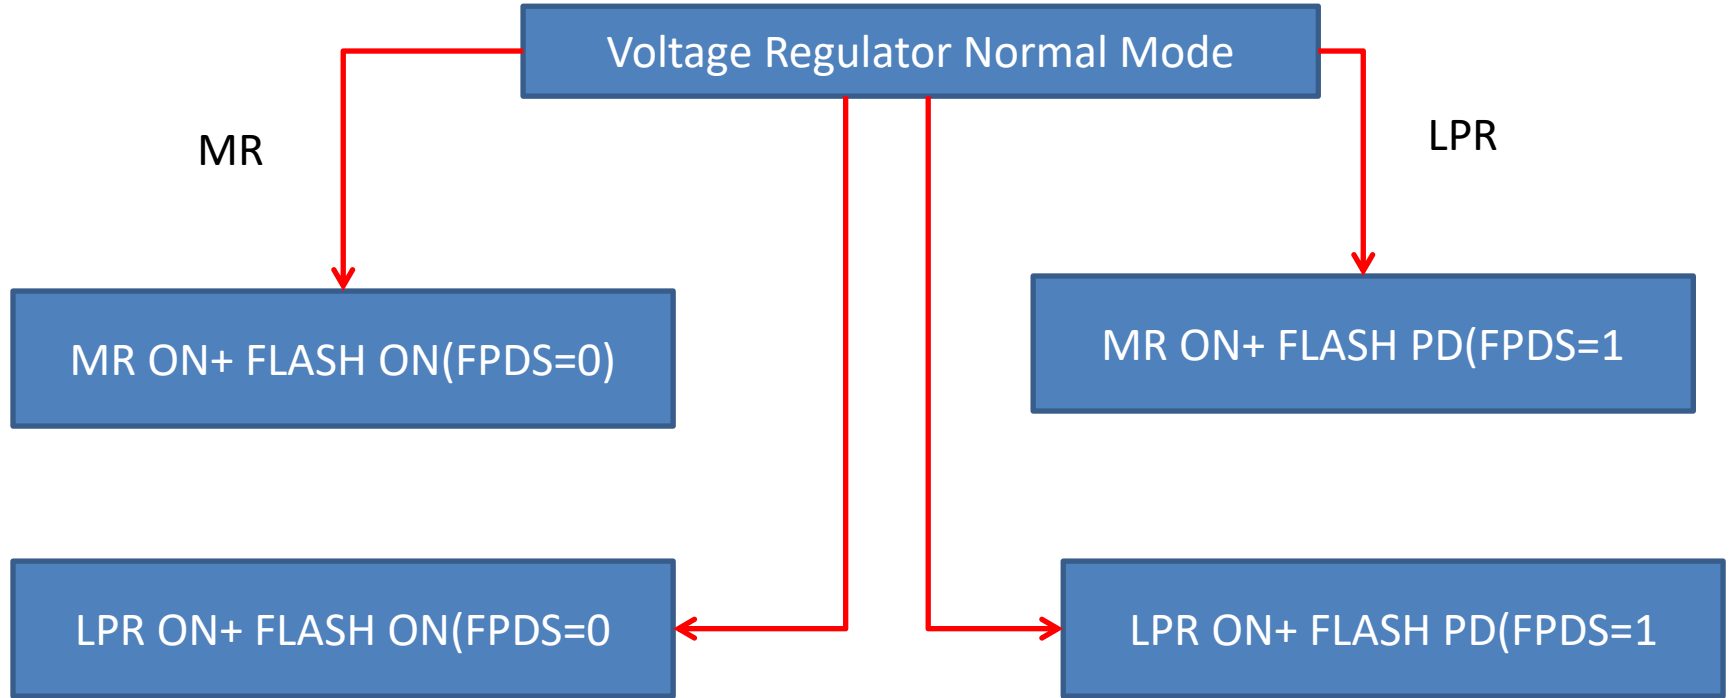 Voltage Regulator Normal Mode
MR
LPR
MR ON+ FLASH ON(FPDS=0)
MR ON+ FLASH PD(FPDS=1
LPR ON+ FLASH ON(FPDS=0
LPR ON+ FLASH PD(FPDS=1